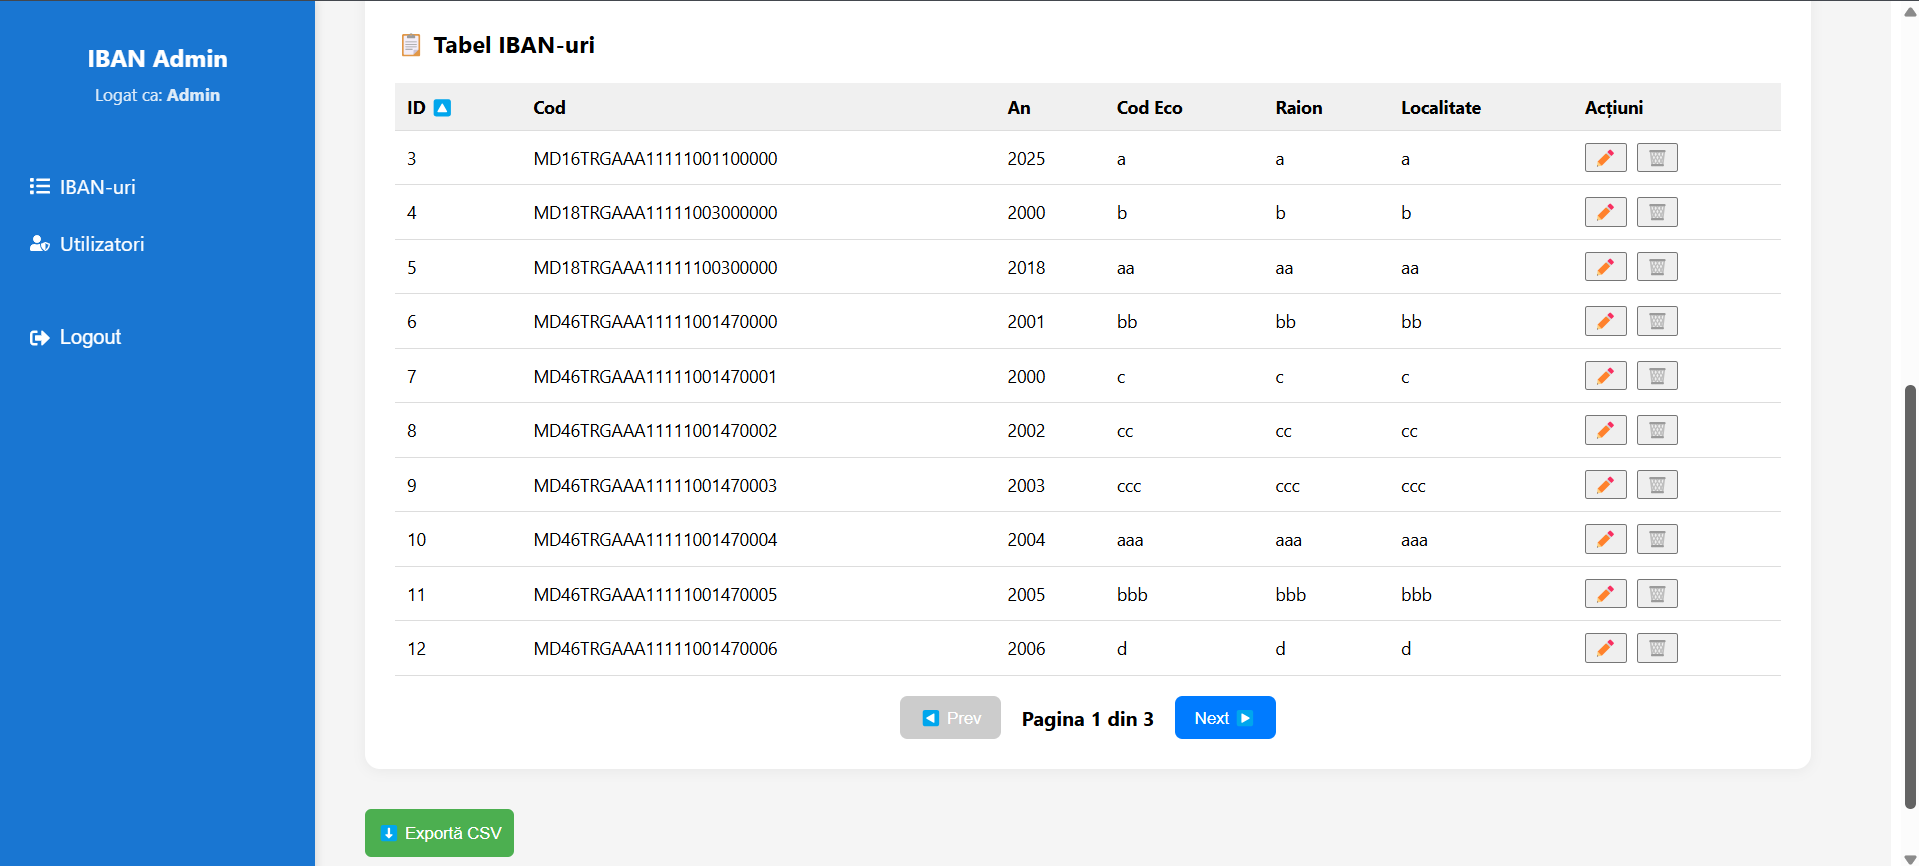 IBAN Admin
Logat ca: Admin
IBAN-uri
Utilizatori
Logout
Tabel IBAN-uri
ID Cod An Cod Eco Raion Localitate Acțiuni
3 MD16TRGAAA11111001100000 2025 a a a
4 MD18TRGAAA11111003000000 2000 b b b
5 MD18TRGAAA11111100300000 2018 aa aa aa
6 MD46TRGAAA11111001470000 2001 bb bb bb
7 MD46TRGAAA11111001470001 2000 c c c
8 MD46TRGAAA11111001470002 2002 cc cc cc
9 MD46TRGAAA11111001470003 2003 ccc ccc ccc
10 MD46TRGAAA11111001470004 2004 aaa aaa aaa
11 MD46TRGAAA11111001470005 2005 bbb bbb bbb
12 MD46TRGAAA11111001470006 2006 d d d
Prev Pagina 1 din 3 Next
Exportă CSV